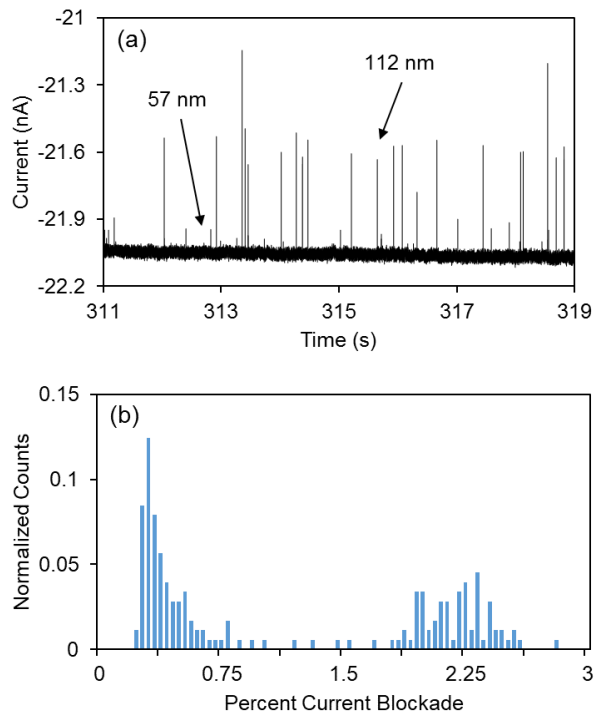 -21
(a)
112 nm
-21.3
57 nm
Current (nA)
-21.6
-21.9
-22.2
311
313
315
317
319
Time (s)
0.15
(b)
0.1
Normalized Counts
0.05
0
0
0.75
1.5
2.25
3
Percent Current Blockade